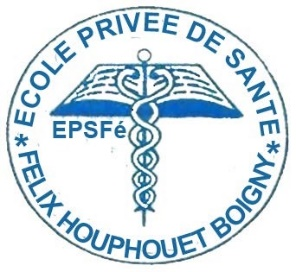 ECOLE PRIVEE DE SANTE
EPSFé
* FELIX HOUPHOUET BOIGNY *